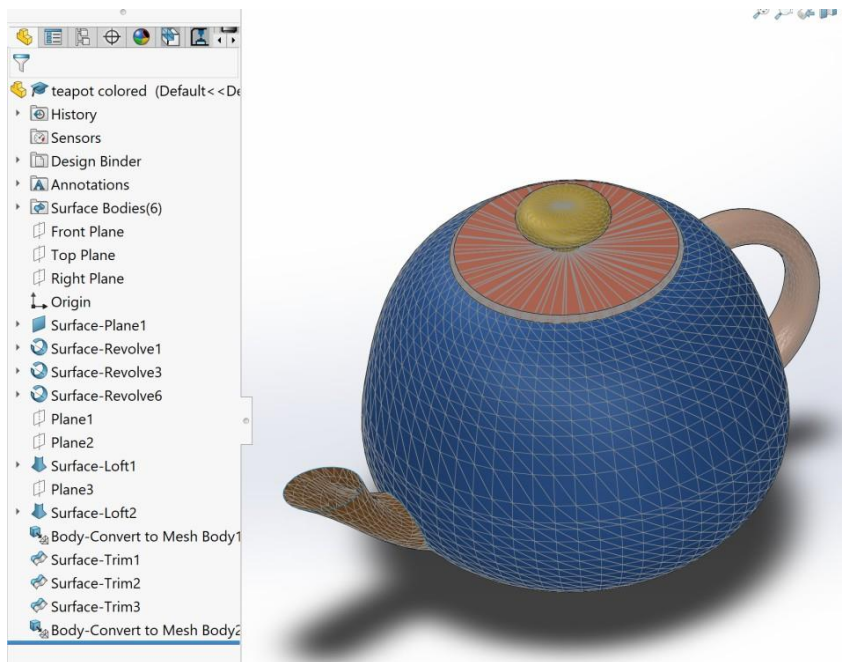 teapot colored (Default<<De
History
Sensors
Design Binder
Annotations
Surface Bodies(6)
Front Plane
Top Plane
Right Plane
Origin
Surface-Plane1
Surface-Revolve1
Surface-Revolve3
Surface-Revolve6
Plane1
Plane2
Surface-Loft1
Plane3
Surface-Loft2
Body-Convert to Mesh Body1
Surface-Trim1
Surface-Trim2
Surface-Trim3
Body-Convert to Mesh Body2